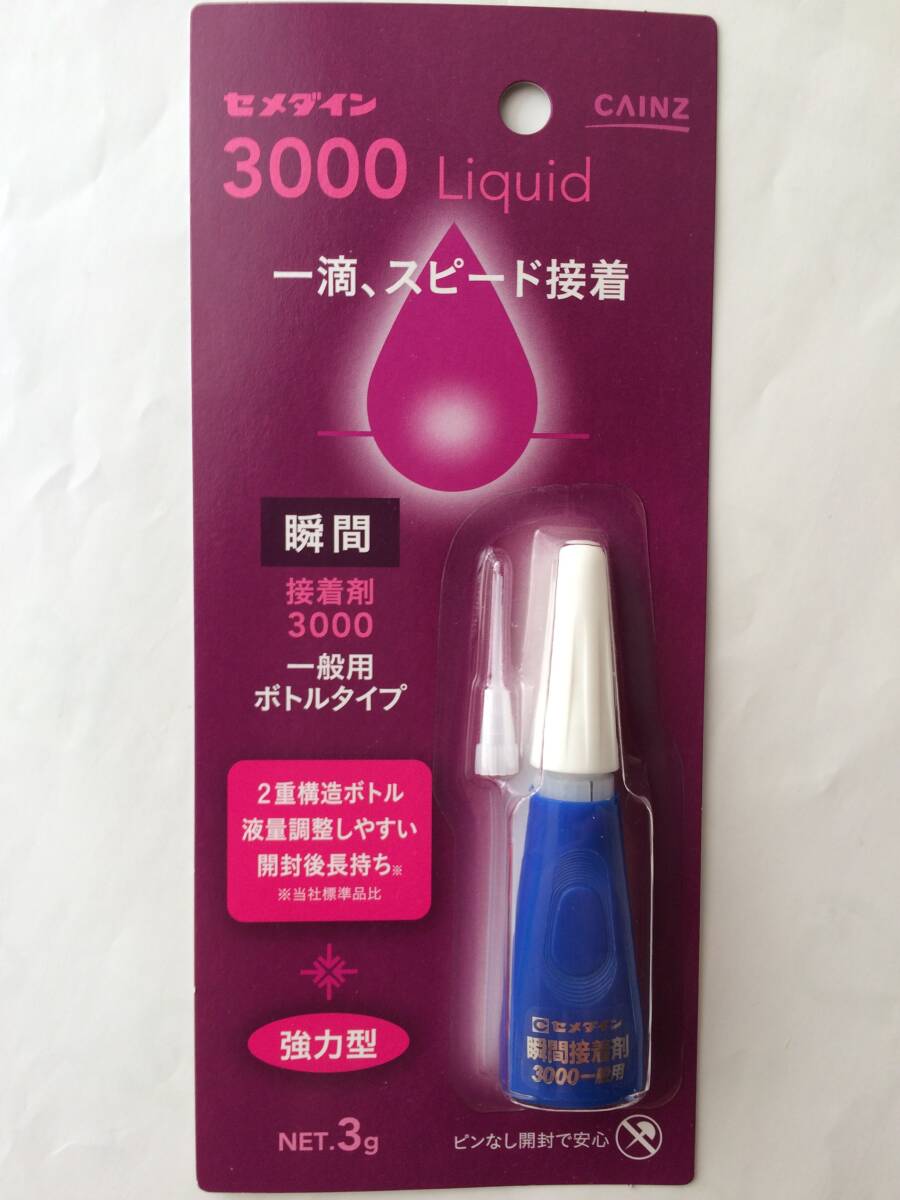 セメダイン
CAINZ
3000 Liquid
一滴、スピード接着
瞬間
接着剤
3000
一般用
ボトルタイプ
2重構造ボトル
液量調整しやすい
開封後長持ち※
※当社標準品比
強力型
NET.3g
C セメダイン
瞬間接着剤
3000一般用
ピンなし開封で安心